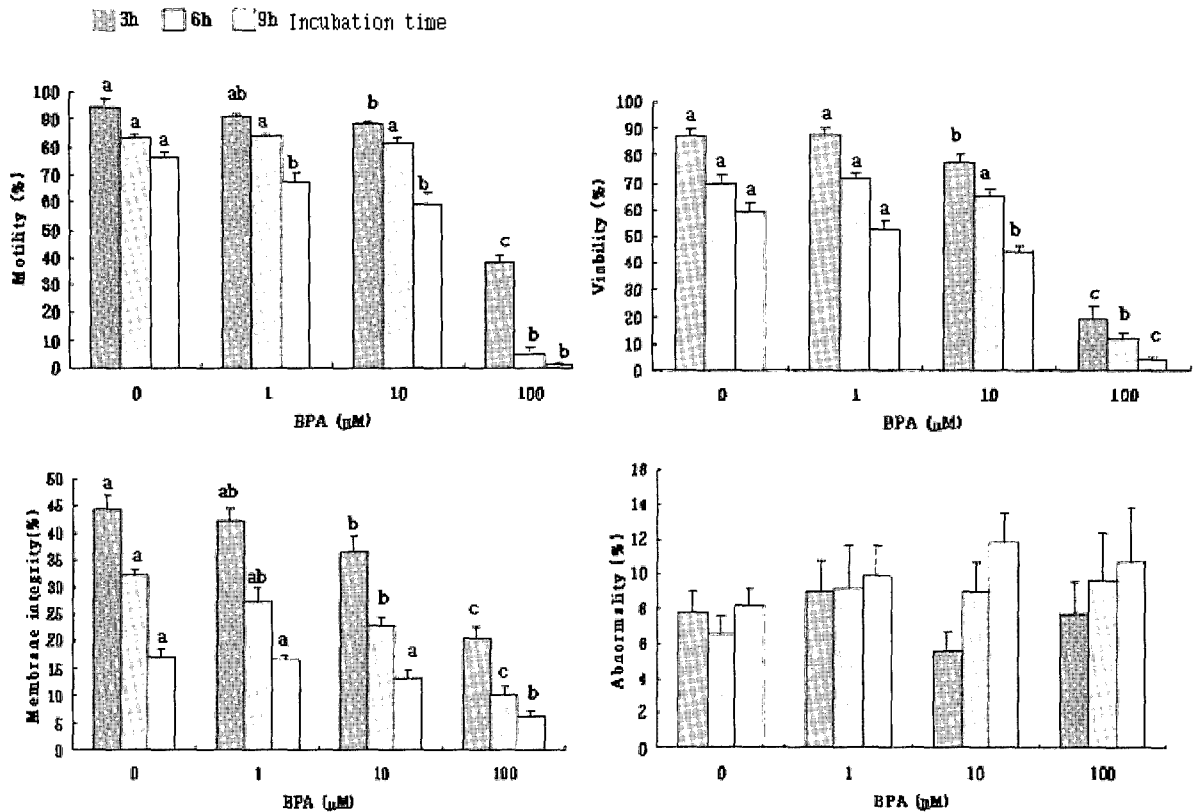 3h 6h 9h Incubation time
Motility (%)
100
90
80
70
60
50
40
30
20
10
0
a a a
ab a b
b a b
c b b
0 1 10 100
BPA (μM)
Viability (%)
100
90
80
70
60
50
40
30
20
10
0
a a a
a a a
b a b
c b c
0 1 10 100
BPA (μM)
Membrane integrity(%)
50
45
40
35
30
25
20
15
10
5
0
a a a
ab ab a
b b a
c c b
0 1 10 100
BPA (μM)
Abnormality (%)
16
14
12
10
8
6
4
2
0
0 1 10 100
BPA (μM)